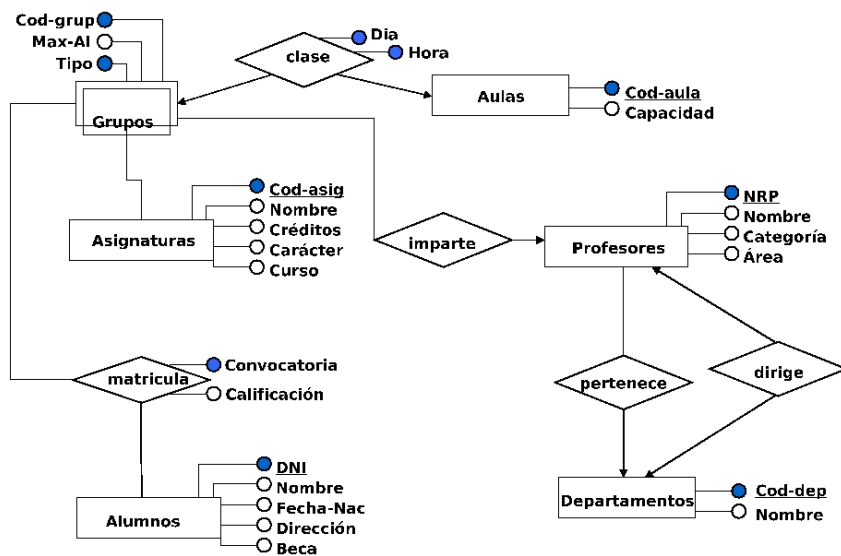 Cod-grup
Max-Al
Tipo
Grupos
clase
Dia
Hora
Aulas
Cod-aula
Capacidad
Asignaturas
Cod-asig
Nombre
Créditos
Carácter
Curso
imparte
Profesores
NRP
Nombre
Categoría
Área
matricula
Convocatoria
Calificación
pertenece
dirige
Alumnos
DNI
Nombre
Fecha-Nac
Dirección
Beca
Departamentos
Cod-dep
Nombre